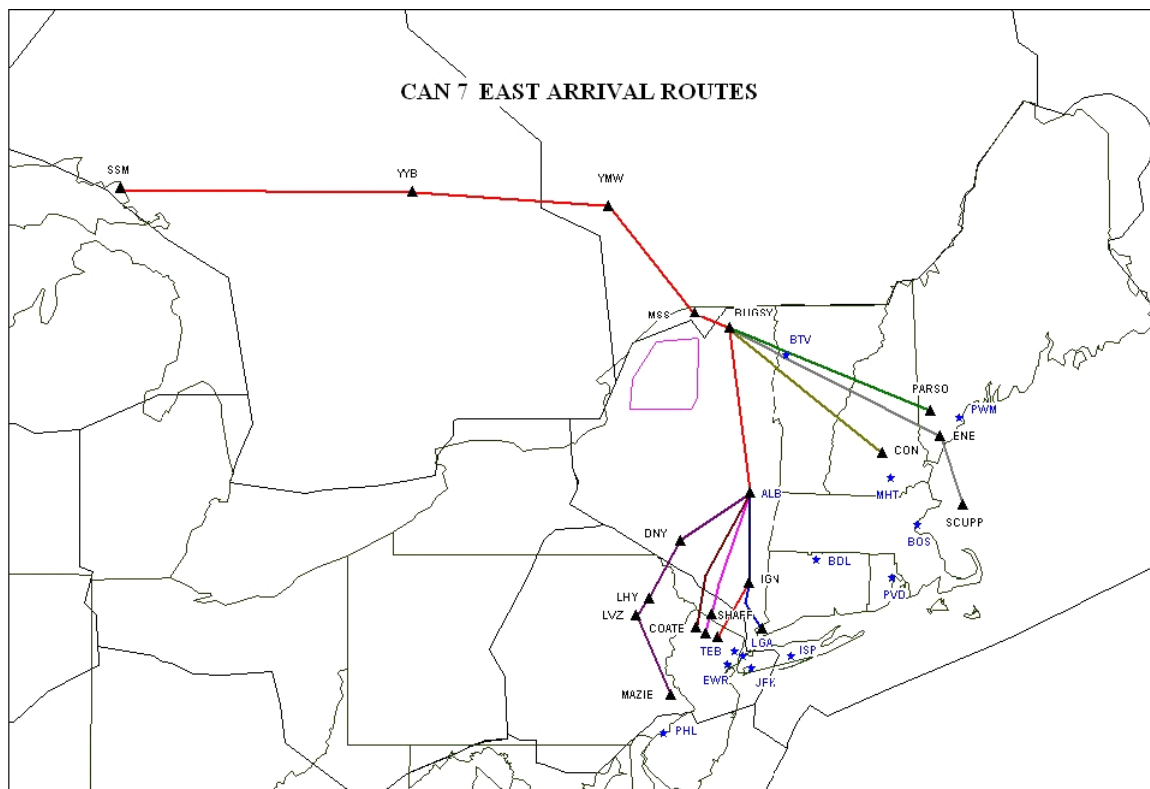 CAN 7 EAST ARRIVAL ROUTES
SSM
YYB
YMW
MSS
BUGSY
BTV
PARSO
PWM
ENE
CON
MHT
ALB
SCUPP
BOS
DNY
BDL
IGN
PVD
LHY
LVZ
SHAFF
COATE
LGA
TEB
ISP
EWR
JFK
MAZIE
PHL